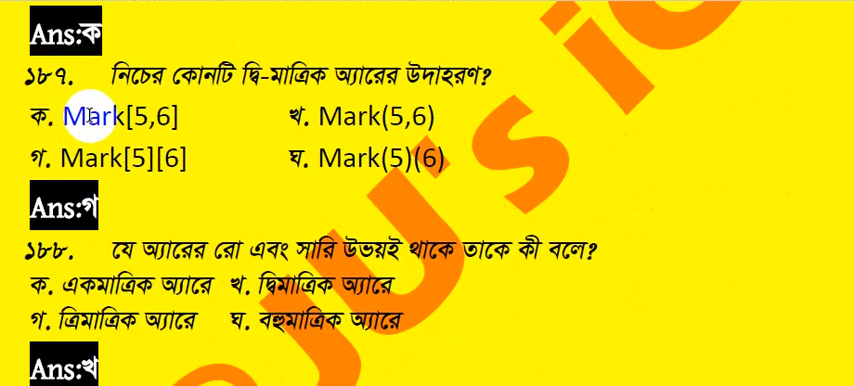 Ans:ক
১৮৭. নিচের কোনটি দ্বি-মাত্রিক অ্যারের উদাহরণ?
ক. Mark[5,6] খ. Mark(5,6)
গ. Mark[5][6] ঘ. Mark(5)(6)
Ans:গ
১৮৮. যে অ্যারের রো এবং সারি উভয়ই থাকে তাকে কী বলে?
ক. একমাত্রিক অ্যারে খ. দ্বিমাত্রিক অ্যারে
গ. ত্রিমাত্রিক অ্যারে ঘ. বহুমাত্রিক অ্যারে
Ans:খ